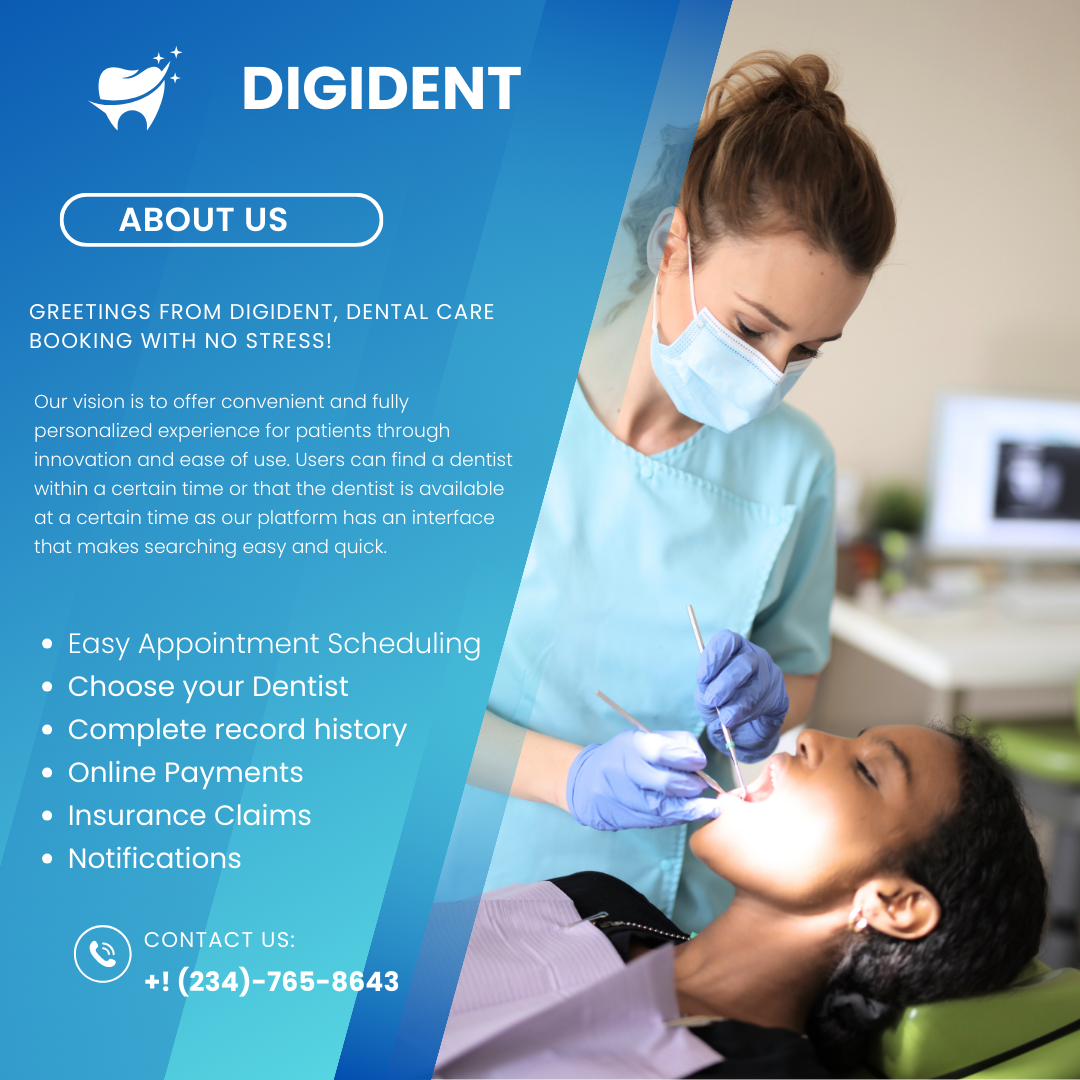 DIGIDENT
ABOUT US
GREETINGS FROM DIGIDENT, DENTAL CARE
BOOKING WITH NO STRESS!
Our vision is to offer convenient and fully
personalized experience for patients through
innovation and ease of use. Users can find a dentist
within a certain time or that the dentist is available
at a certain time as our platform has an interface
that makes searching easy and quick.
• Easy Appointment Scheduling
• Choose your Dentist
• Complete record history
• Online Payments
• Insurance Claims
• Notifications
CONTACT US:
+! (234)-765-8643